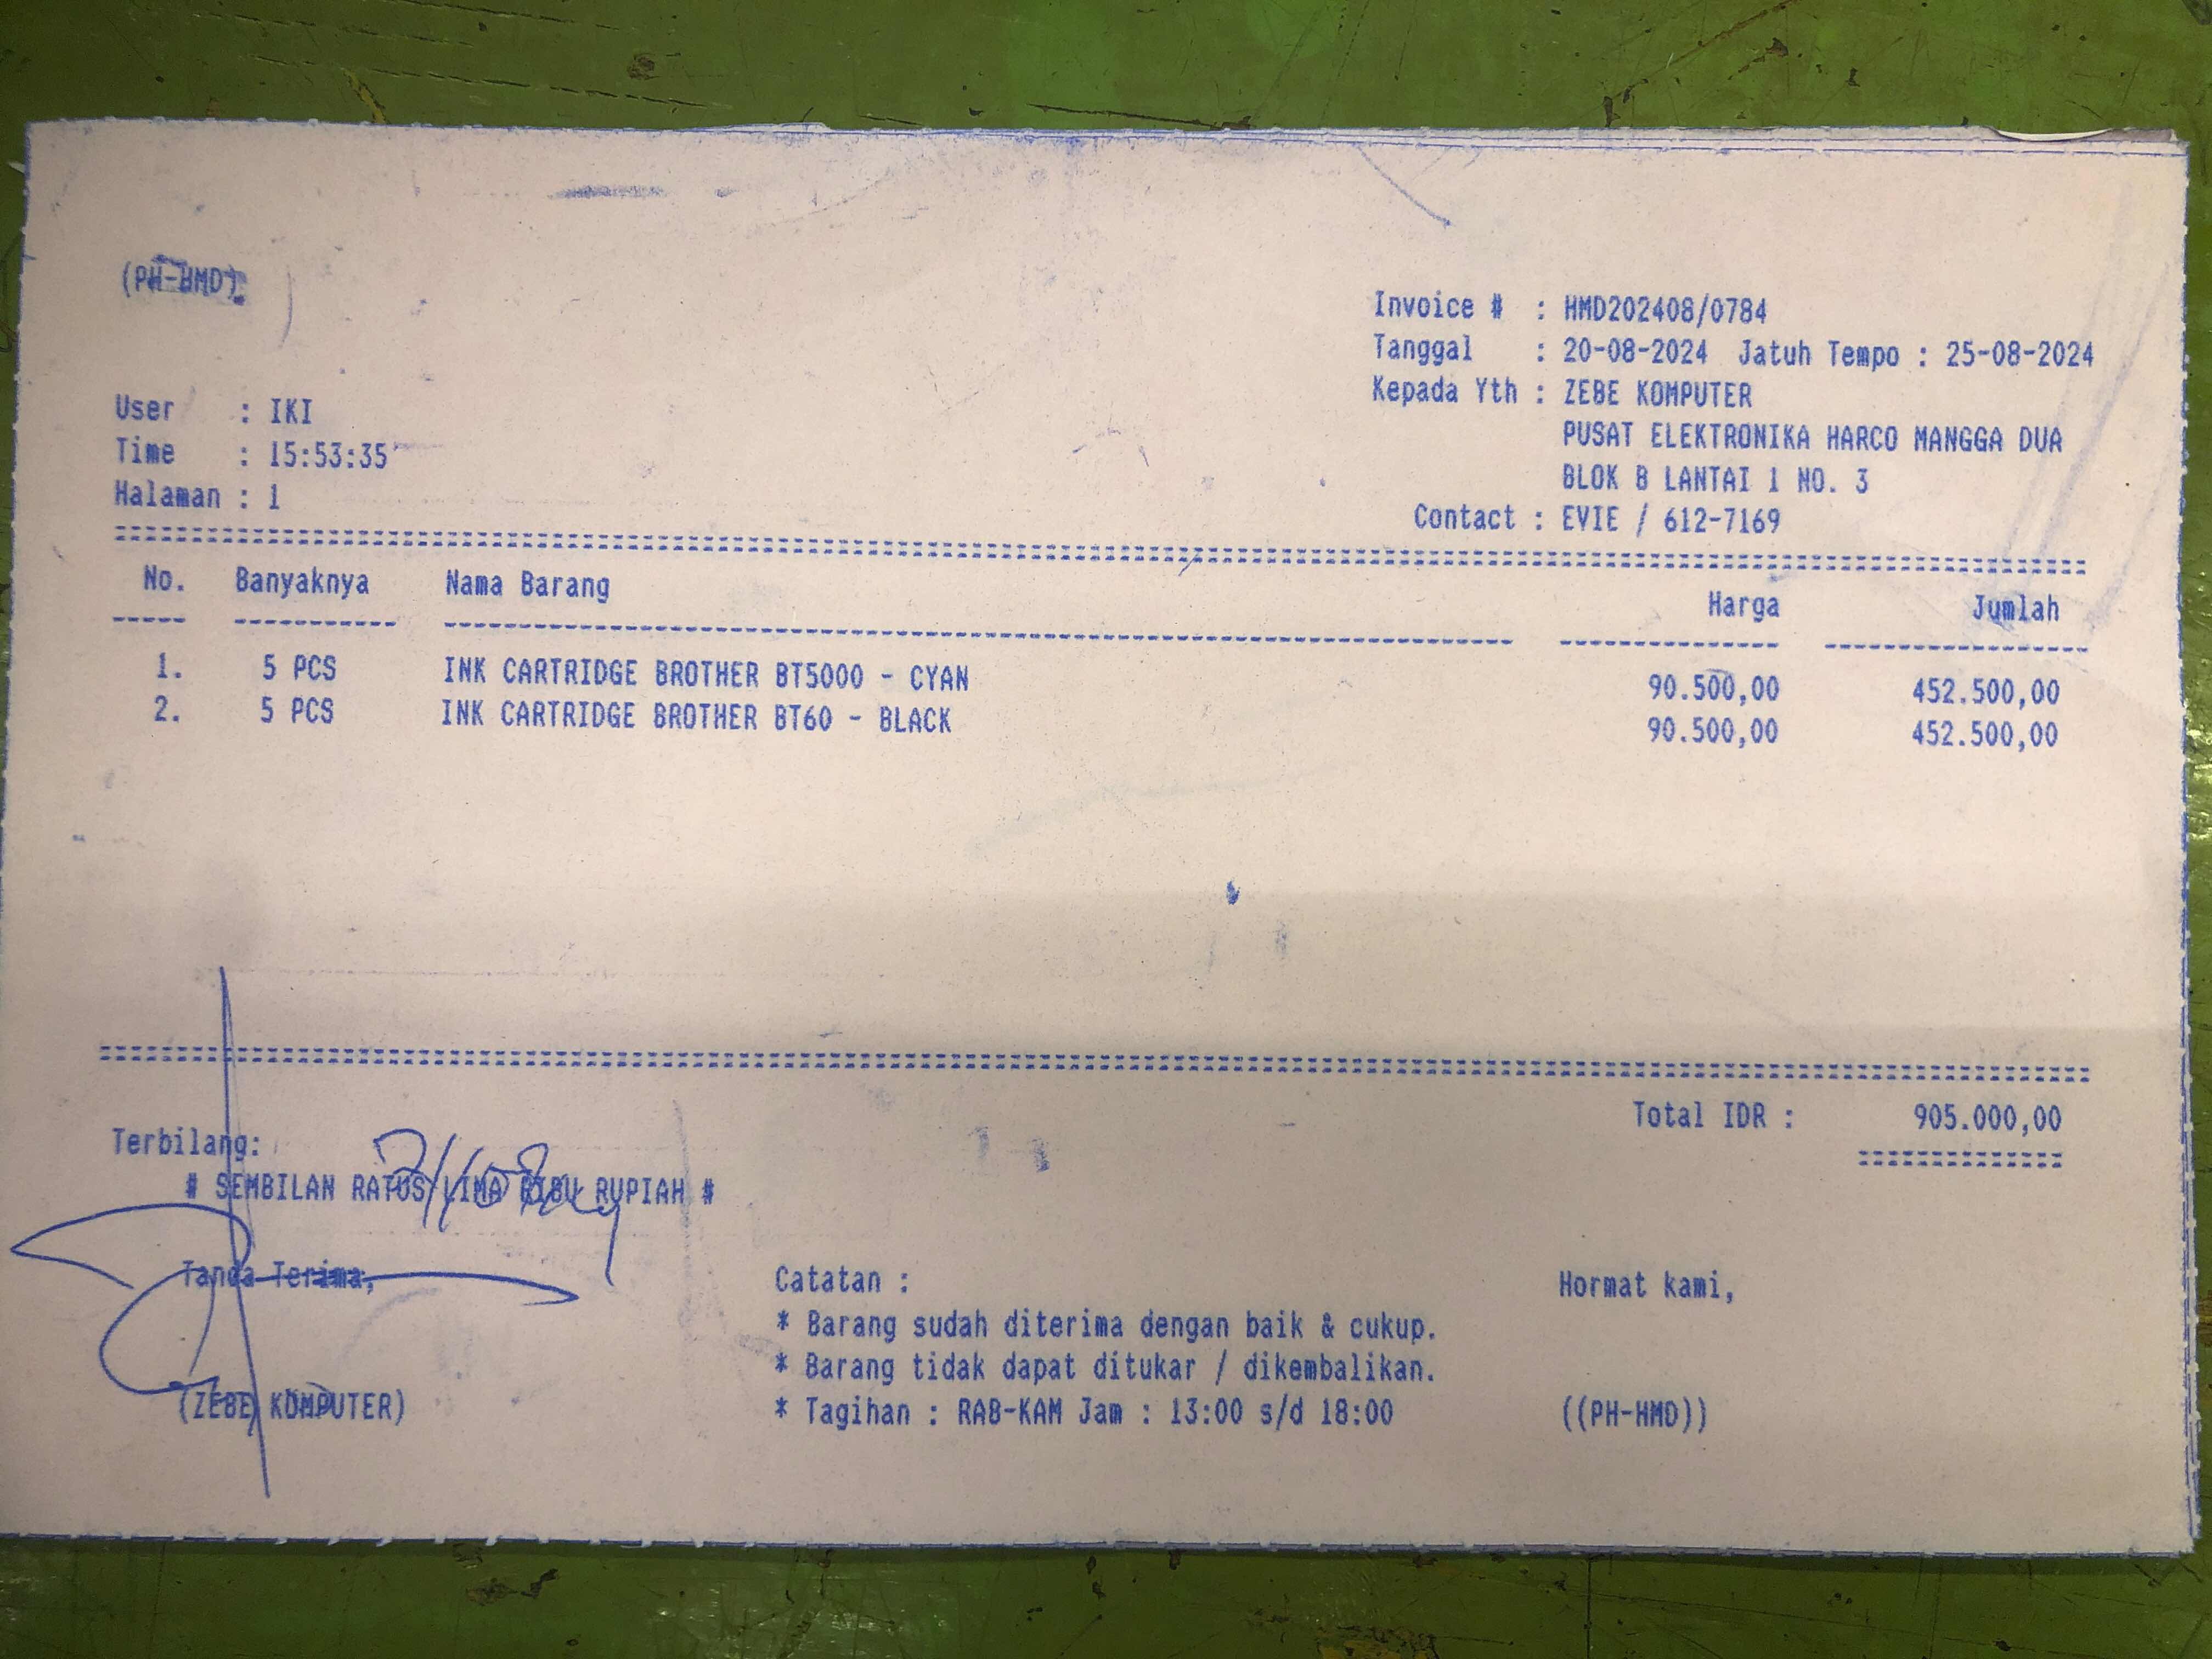 (PH-HMD)
Invoice # : HMD202408/0784
Tanggal : 20-08-2024 Jatuh Tempo : 25-08-2024
Kepada Yth : ZEBE KOMPUTER
PUSAT ELEKTRONIKA HARCO MANGGA DUA
BLOK B LANTAI 1 NO. 3
Contact : EVIE / 612-7169
User : IKI
Time : 15:53:35
Halaman : 1
No. Banyaknya Nama Barang Harga Jumlah
1. 5 PCS INK CARTRIDGE BROTHER BT5000 - CYAN 90.500,00 452.500,00
2. 5 PCS INK CARTRIDGE BROTHER BT60 - BLACK 90.500,00 452.500,00
Total IDR : 905.000,00
Terbilang:
# SEMBILAN RATUS LIMA RIBU RUPIAH #
Tanda Terima,
(ZEBE KOMPUTER)
Catatan :
* Barang sudah diterima dengan baik & cukup.
* Barang tidak dapat ditukar / dikembalikan.
* Tagihan : RAB-KAM Jam : 13:00 s/d 18:00
Hormat kami,
((PH-HMD))